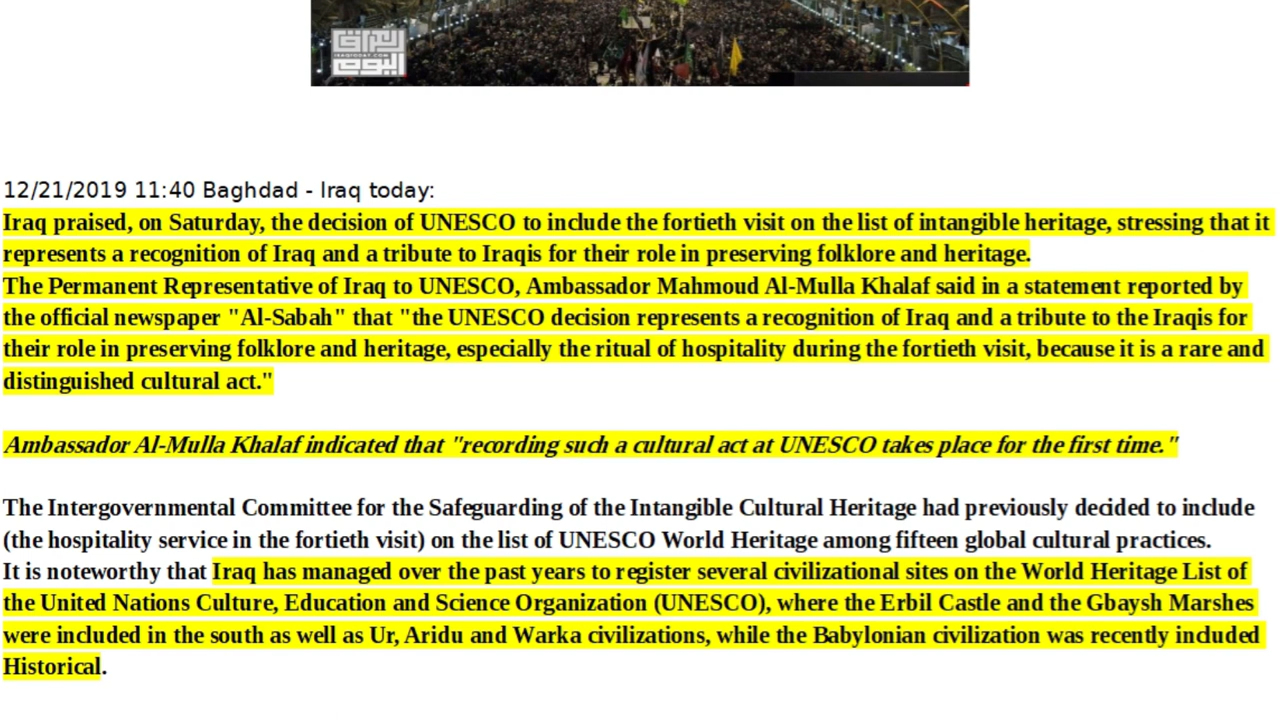 العراق
IRAQTODAY.COM
اليوم
12/21/2019 11:40 Baghdad - Iraq today:
Iraq praised, on Saturday, the decision of UNESCO to include the fortieth visit on the list of intangible heritage, stressing that it
represents a recognition of Iraq and a tribute to Iraqis for their role in preserving folklore and heritage.
The Permanent Representative of Iraq to UNESCO, Ambassador Mahmoud Al-Mulla Khalaf said in a statement reported by
the official newspaper "Al-Sabah" that "the UNESCO decision represents a recognition of Iraq and a tribute to the Iraqis for
their role in preserving folklore and heritage, especially the ritual of hospitality during the fortieth visit, because it is a rare and
distinguished cultural act."
Ambassador Al-Mulla Khalaf indicated that "recording such a cultural act at UNESCO takes place for the first time."
The Intergovernmental Committee for the Safeguarding of the Intangible Cultural Heritage had previously decided to include
(the hospitality service in the fortieth visit) on the list of UNESCO World Heritage among fifteen global cultural practices.
It is noteworthy that Iraq has managed over the past years to register several civilizational sites on the World Heritage List of
the United Nations Culture, Education and Science Organization (UNESCO), where the Erbil Castle and the Gbaysh Marshes
were included in the south as well as Ur, Aridu and Warka civilizations, while the Babylonian civilization was recently included
Historical.